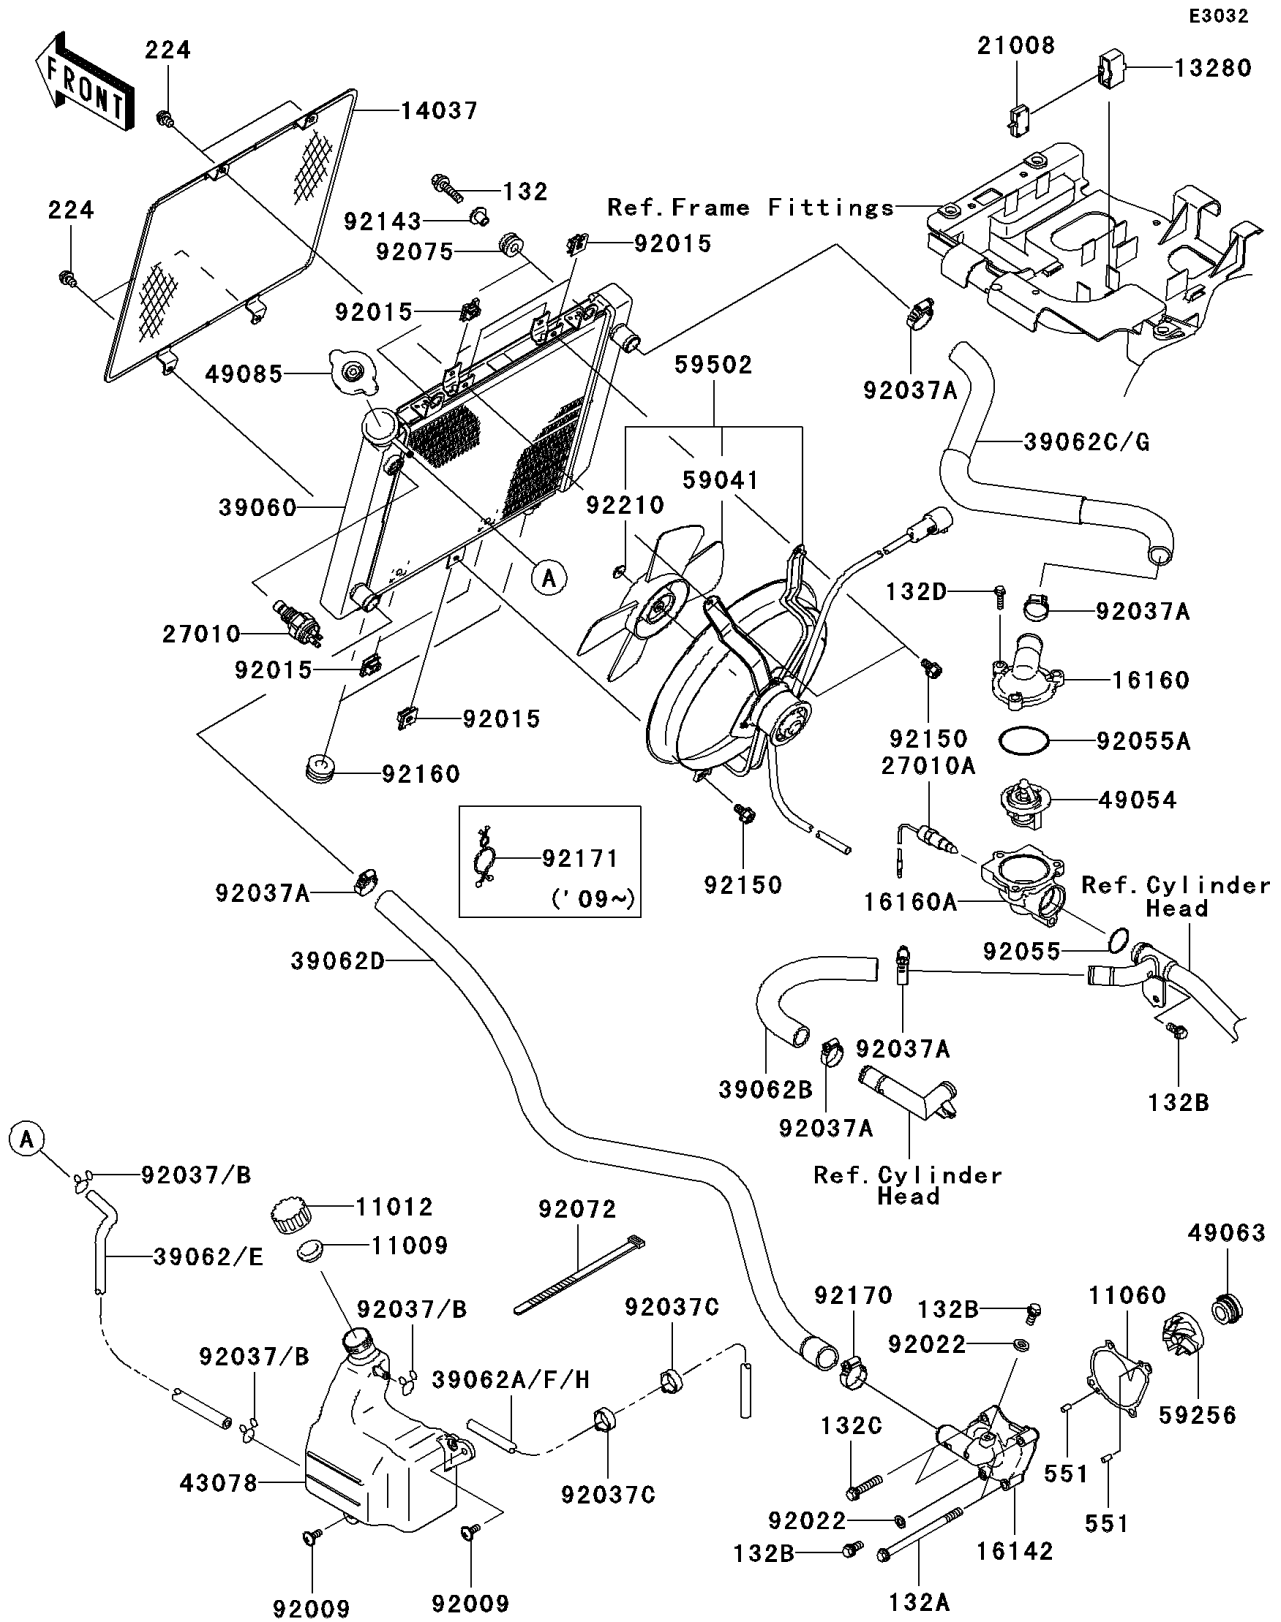 E3032
FRONT
224
21008
13280
14037
224
132
92143
92075
92015
Ref.Frame Fittings
92015
49085
59502
92037A
39062C/G
39060
92210
59041
A
132D
92037A
27010
92015
92015
16160
92160
92150
92055A
27010A
49054
92171
('09~)
92150
92037A
16160A
Ref.Cylinder
Head
92055
39062D
92037A
39062B
92037A
132B
A
92037/B
Ref.Cylinder
Head
11012
92072
11009
39062/E
49063
92037/B
92037C
92170
132B
11060
92022
92037/B
39062A/F/H
59256
132C
551
43078
92037C
92022
551
132B
16142
92009
92009
132A